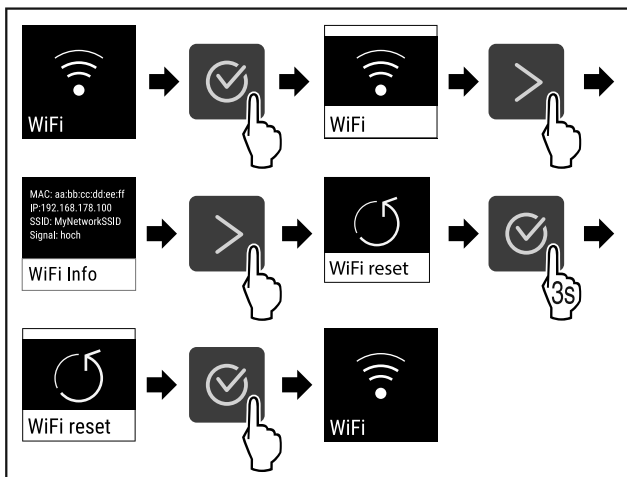 WiFi
WiFi
MAC: aa:bb:cc:dd:ee:ff
IP:192.168.178.100
SSID: MyNetworkSSID
Signal: hoch
WiFi Info
WiFi reset
3s
WiFi reset
WiFi